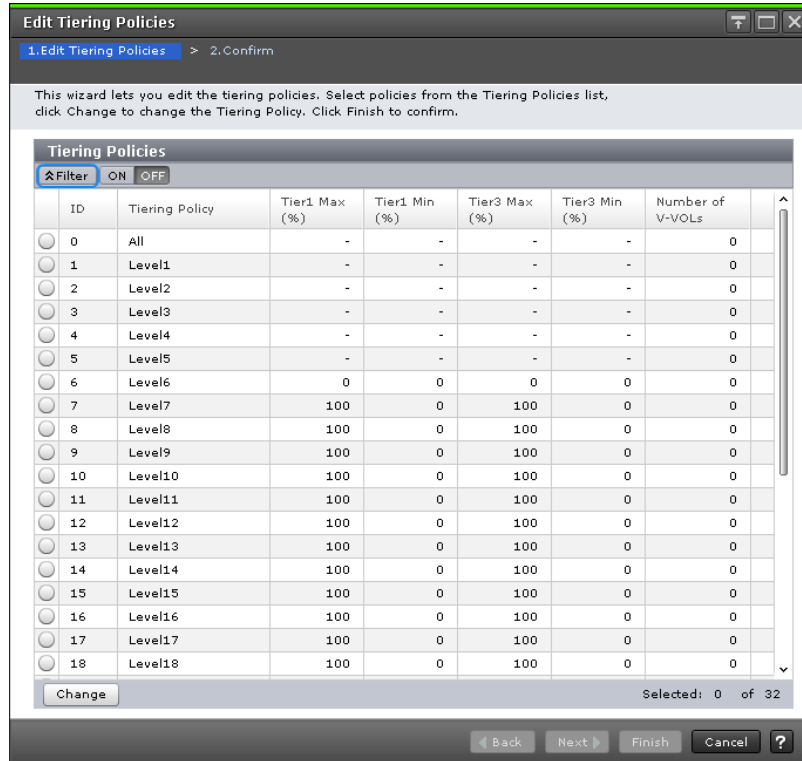 Edit Tiering Policies
1.Edit Tiering Policies > 2.Confirm
This wizard lets you edit the tiering policies. Select policies from the Tiering Policies list,
click Change to change the Tiering Policy. Click Finish to confirm.
Tiering Policies
Filter ON OFF
ID Tiering Policy Tier1 Max (%) Tier1 Min (%) Tier3 Max (%) Tier3 Min (%) Number of V-VOLs
0 All - - - - 0
1 Level1 - - - - 0
2 Level2 - - - - 0
3 Level3 - - - - 0
4 Level4 - - - - 0
5 Level5 - - - - 0
6 Level6 0 0 0 0 0
7 Level7 100 0 100 0 0
8 Level8 100 0 100 0 0
9 Level9 100 0 100 0 0
10 Level10 100 0 100 0 0
11 Level11 100 0 100 0 0
12 Level12 100 0 100 0 0
13 Level13 100 0 100 0 0
14 Level14 100 0 100 0 0
15 Level15 100 0 100 0 0
16 Level16 100 0 100 0 0
17 Level17 100 0 100 0 0
18 Level18 100 0 100 0 0
Change Selected: 0 of 32
Back Next Finish Cancel ?